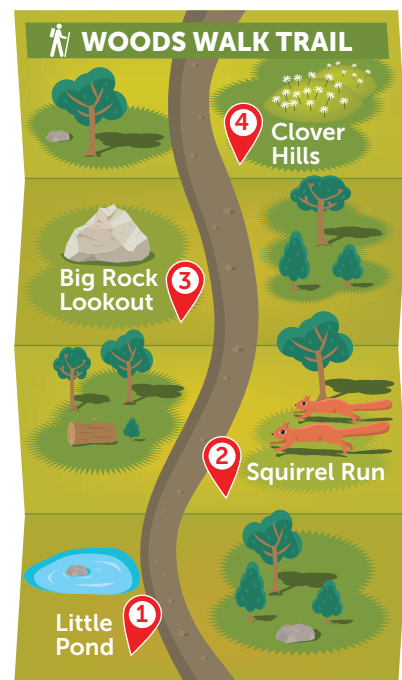 WOODS WALK TRAIL
4
Clover
Hills
Big Rock
Lookout
3
2
Squirrel Run
1
Little
Pond